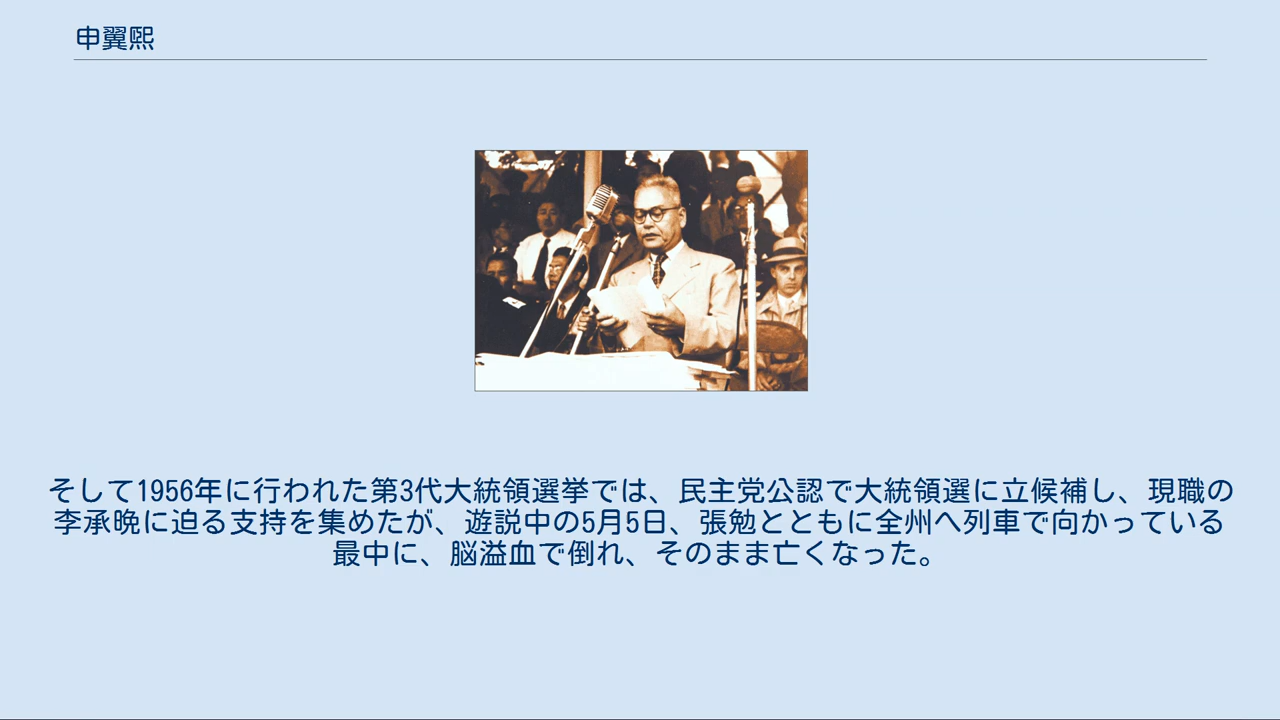 申翼熙
そして1956年に行われた第3代大統領選挙では、民主党公認で大統領選に立候補し、現職の
李承晩に迫る支持を集めたが、遊説中の5月5日、張勉とともに全州へ列車で向かっている
最中に、脳溢血で倒れ、そのまま亡くなった。